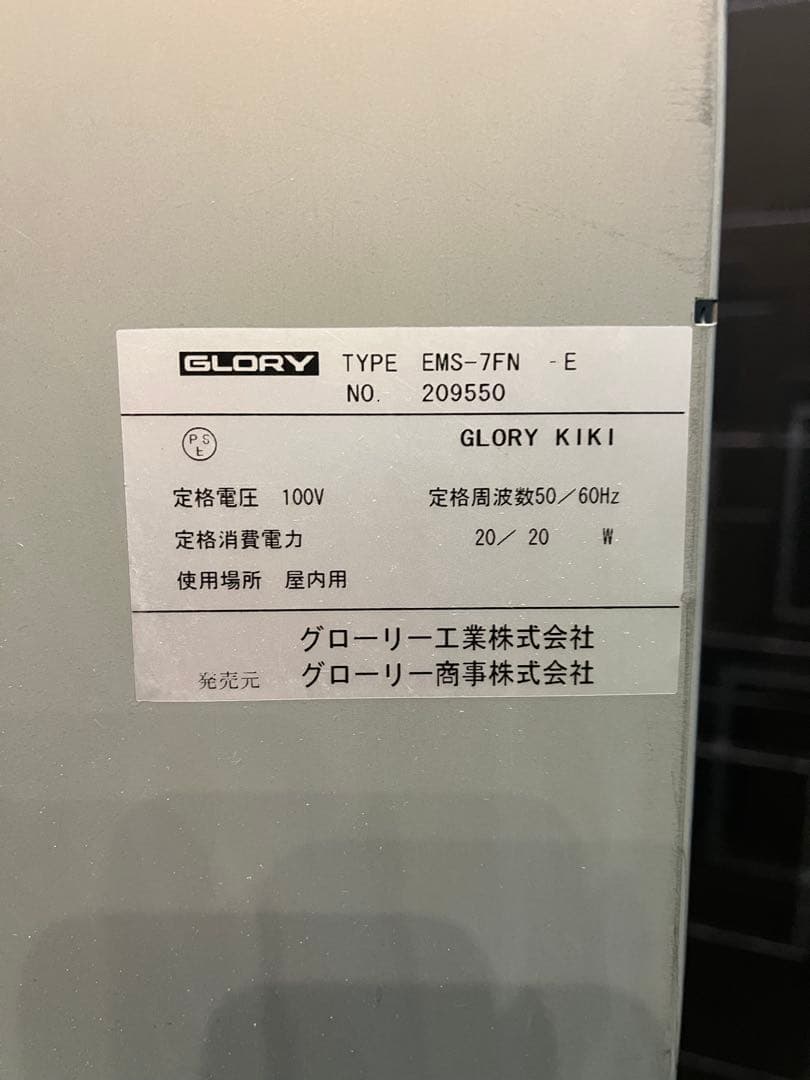 GLORY TYPE EMS-7FN -E
NO. 209550
PS E
GLORY KIKI
定格電圧 100V 定格周波数50/60Hz
定格消費電力 20/20 W
使用場所 屋内用
グローリー工業株式会社
発売元 グローリー商事株式会社